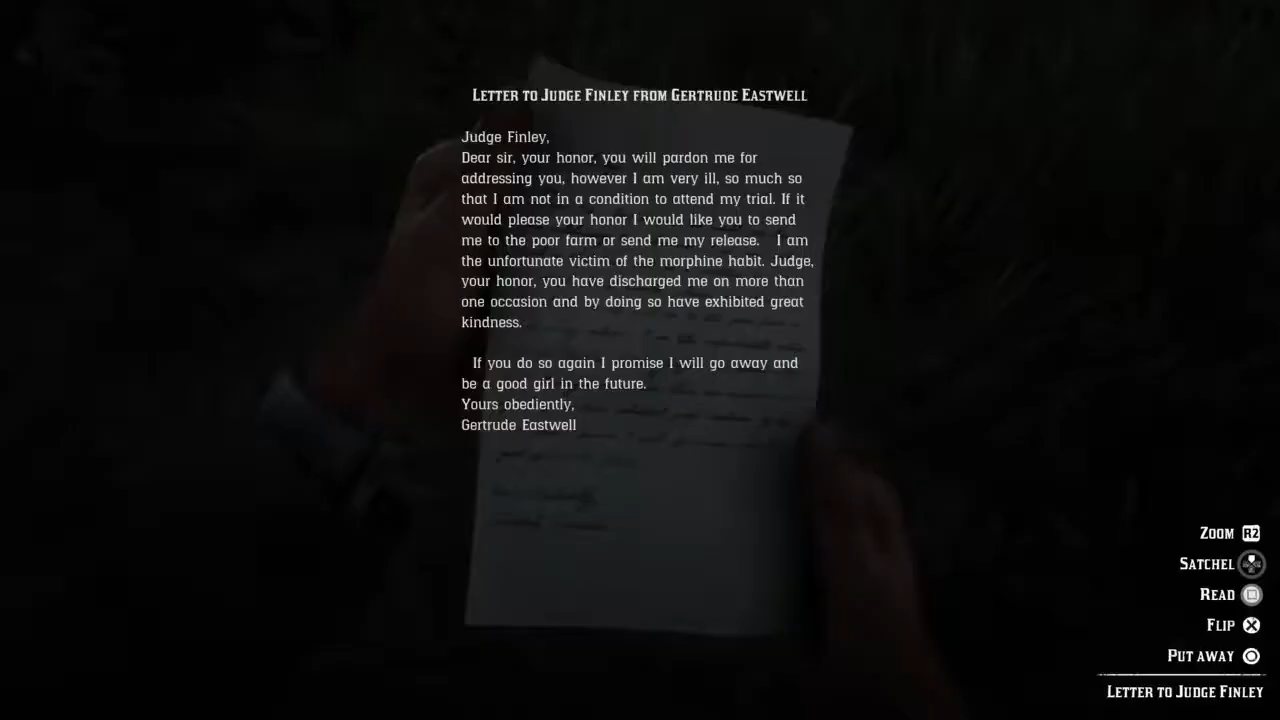 Letter to Judge Finley from Gertrude Eastwell
Judge Finley,
Dear sir, your honor, you will pardon me for
addressing you, however I am very ill, so much so
that I am not in a condition to attend my trial. If it
would please your honor I would like you to send
me to the poor farm or send me my release.   I am
the unfortunate victim of the morphine habit. Judge,
your honor, you have discharged me on more than
one occasion and by doing so have exhibited great
kindness.
If you do so again I promise I will go away and
be a good girl in the future.
Yours obediently,
Gertrude Eastwell
Zoom R2
Satchel
Read
Flip
Put away
Letter to Judge Finley